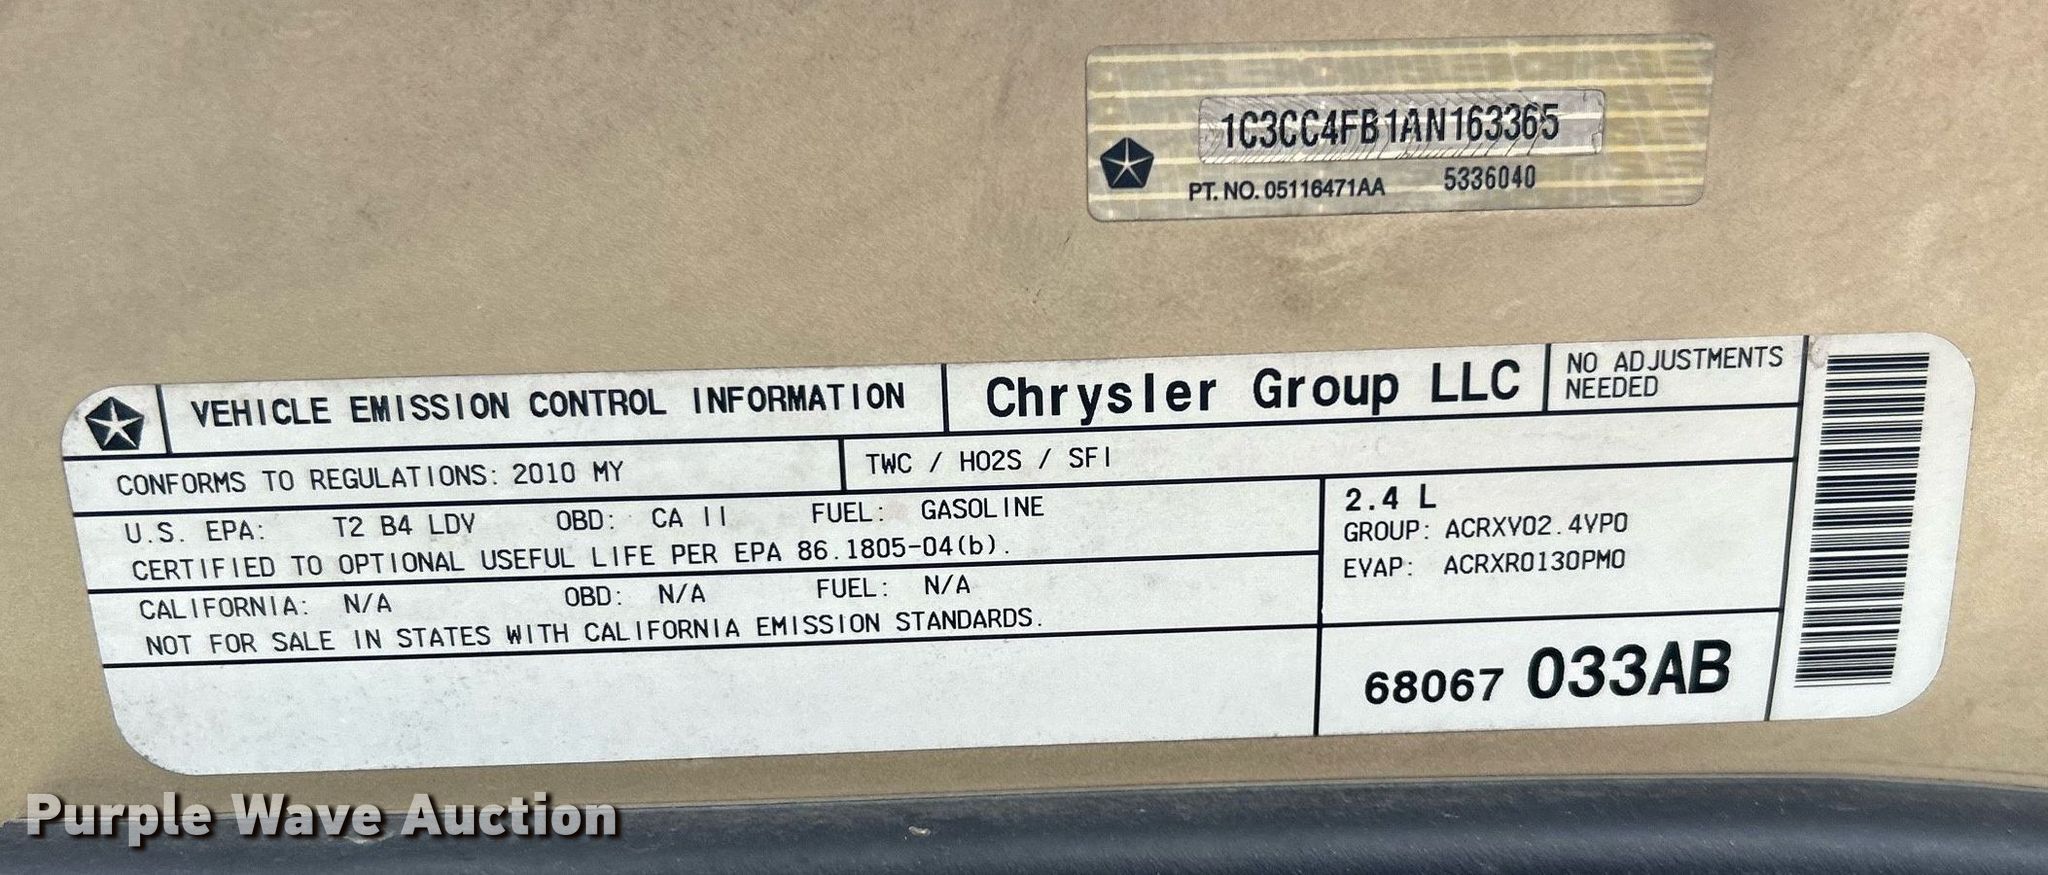 1C3CC4FB1AN163365
PT. NO. 05116471AA 5336040
VEHICLE EMISSION CONTROL INFORMATION
Chrysler Group LLC
NO ADJUSTMENTS
NEEDED
CONFORMS TO REGULATIONS: 2010 MY
TWC / HO2S / SFI
U.S. EPA: T2 B4 LDV OBD: CA II FUEL: GASOLINE
CERTIFIED TO OPTIONAL USEFUL LIFE PER EPA 86.1805-04(b).
CALIFORNIA: N/A OBD: N/A FUEL: N/A
NOT FOR SALE IN STATES WITH CALIFORNIA EMISSION STANDARDS.
2.4 L
GROUP: ACRXV02.4VP0
EVAP: ACRXR0130PM0
68067 033AB
Purple Wave Auction